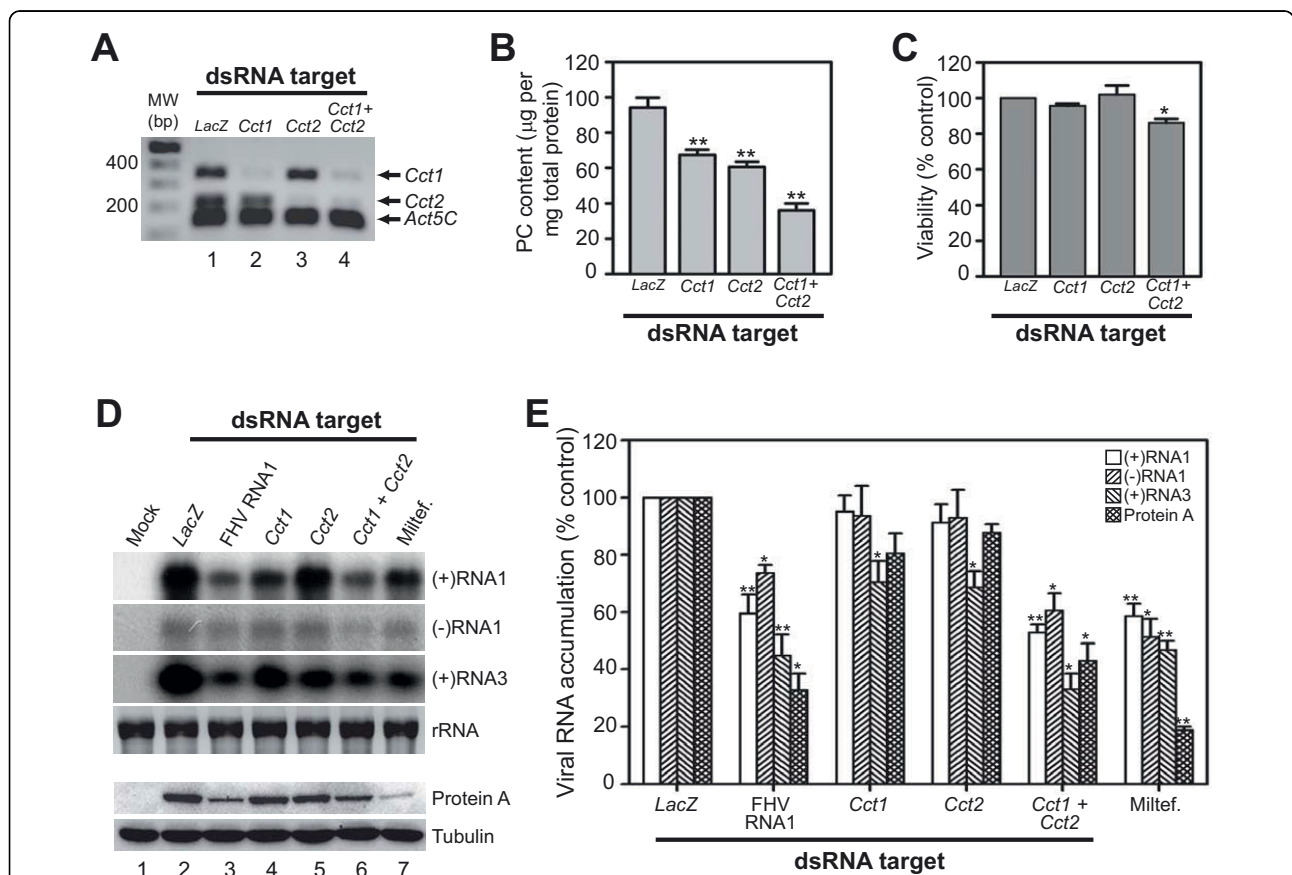 A
dsRNA target
MW
(bp)
LacZ
Cct1
Cct2
Cct1+
Cct2
400
200
Cct1
Cct2
Act5C
1 2 3 4
B
PC content (µg per
mg total protein)
120
100
80
60
40
20
0
**
**
**
LacZ
Cct1
Cct2
Cct1+
Cct2
dsRNA target
C
Viability (% control)
120
100
80
60
40
20
0
*
LacZ
Cct1
Cct2
Cct1+
Cct2
dsRNA target
D
dsRNA target
Mock
LacZ
FHV RNA1
Cct1
Cct2
Cct1 + Cct2
Miltef.
(+)RNA1
(-)RNA1
(+)RNA3
rRNA
Protein A
Tubulin
1 2 3 4 5 6 7
E
Viral RNA accumulation (% control)
120
100
80
60
40
20
0
(+)RNA1
(-)RNA1
(+)RNA3
Protein A
** * ** *
*
*
** * * *
** * ** **
LacZ
FHV
RNA1
Cct1
Cct2
Cct1 +
Cct2
Miltef.
dsRNA target